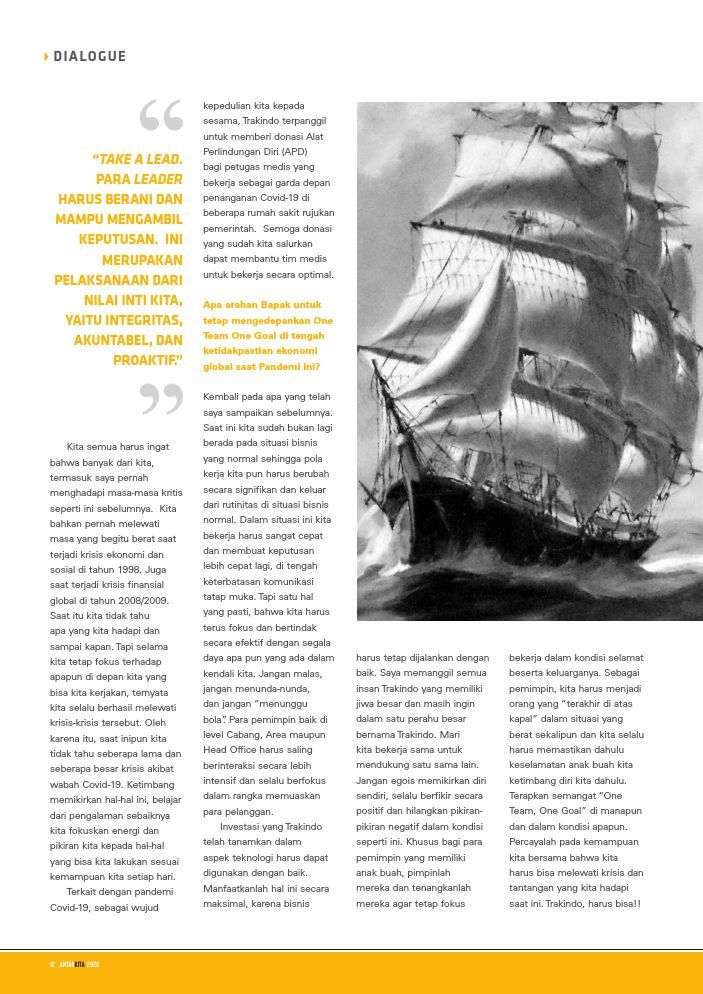 DIALOGUE
“
“TAKE A LEAD.
PARA LEADER
HARUS BERANI DAN
MAMPU MENGAMBIL
KEPUTUSAN. INI
MERUPAKAN
PELAKSANAAN DARI
NILAI INTI KITA,
YAITU INTEGRITAS,
AKUNTABEL, DAN
PROAKTIF.”
”
Kita semua harus ingat
bahwa banyak dari kita,
termasuk saya pernah
menghadapi masa-masa kritis
seperti ini sebelumnya. Kita
bahkan pernah melewati
masa yang begitu berat saat
terjadi krisis ekonomi dan
sosial di tahun 1998. Juga
saat terjadi krisis finansial
global di tahun 2008/2009.
Saat itu kita tidak tahu
apa yang kita hadapi dan
sampai kapan. Tapi selama
kita tetap fokus terhadap
apapun di depan kita yang
bisa kita kerjakan, ternyata
kita selalu berhasil melewati
krisis-krisis tersebut. Oleh
karena itu, saat inipun kita
tidak tahu seberapa lama dan
seberapa besar krisis akibat
wabah Covid-19. Ketimbang
memikirkan hal-hal ini, belajar
dari pengalaman sebaiknya
kita fokuskan energi dan
pikiran kita kepada hal-hal
yang bisa kita lakukan sesuai
kemampuan kita setiap hari.
Terkait dengan pandemi
Covid-19, sebagai wujud
kepedulian kita kepada
sesama, Trakindo terpanggil
untuk memberi donasi Alat
Perlindungan Diri (APD)
bagi petugas medis yang
bekerja sebagai garda depan
penanganan Covid-19 di
beberapa rumah sakit rujukan
pemerintah. Semoga donasi
yang sudah kita salurkan
dapat membantu tim medis
untuk bekerja secara optimal.
Apa arahan Bapak untuk
tetap mengedepankan One
Team One Goal di tengah
ketidakpastian ekonomi
global saat Pandemi ini?
Kembali pada apa yang telah
saya sampaikan sebelumnya.
Saat ini kita sudah bukan lagi
berada pada situasi bisnis
yang normal sehingga pola
kerja kita pun harus berubah
secara signifikan dan keluar
dari rutinitas di situasi bisnis
normal. Dalam situasi ini kita
bekerja harus sangat cepat
dan membuat keputusan
lebih cepat lagi, di tengah
keterbatasan komunikasi
tatap muka. Tapi satu hal
yang pasti, bahwa kita harus
terus fokus dan bertindak
secara efektif dengan segala
daya apa pun yang ada dalam
kendali kita. Jangan malas,
jangan menunda-nunda,
dan jangan “menunggu
bola”. Para pemimpin baik di
level Cabang, Area maupun
Head Office harus saling
berinteraksi secara lebih
intensif dan selalu berfokus
dalam rangka memuaskan
para pelanggan.
Investasi yang Trakindo
telah tanamkan dalam
aspek teknologi harus dapat
digunakan dengan baik.
Manfaatkanlah hal ini secara
maksimal, karena bisnis
harus tetap dijalankan dengan
baik. Saya memanggil semua
insan Trakindo yang memiliki
jiwa besar dan masih ingin
dalam satu perahu besar
bernama Trakindo. Mari
kita bekerja sama untuk
mendukung satu sama lain.
Jangan egois memikirkan diri
sendiri, selalu berfikir secara
positif dan hilangkan pikiran-
pikiran negatif dalam kondisi
seperti ini. Khusus bagi para
pemimpin yang memiliki
anak buah, pimpinlah
mereka dan tenangkanlah
mereka agar tetap fokus
bekerja dalam kondisi selamat
beserta keluarganya. Sebagai
pemimpin, kita harus menjadi
orang yang “terakhir di atas
kapal” dalam situasi yang
berat sekalipun dan kita selalu
harus memastikan dahulu
keselamatan anak buah kita
ketimbang diri kita dahulu.
Terapkan semangat “One
Team, One Goal” di manapun
dan dalam kondisi apapun.
Percayalah pada kemampuan
kita bersama bahwa kita
harus bisa melewati krisis dan
tantangan yang kita hadapi
saat ini. Trakindo, harus bisa!!
12 ANTARKITA 2020